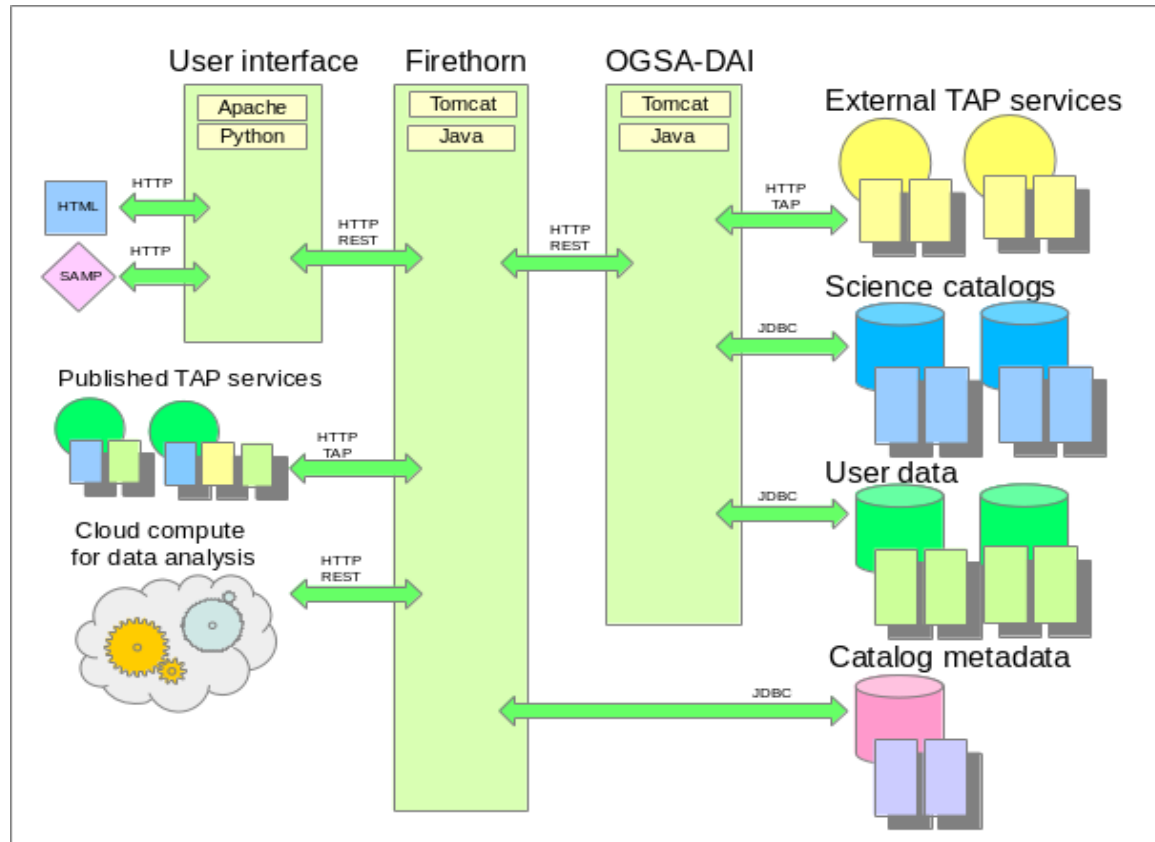 User interface
Firethorn
OGSA-DAI
Apache
Python
Tomcat
Java
Tomcat
Java
External TAP services
HTTP
HTML
HTTP
SAMP
HTTP
REST
HTTP
REST
HTTP
TAP
Science catalogs
JDBC
Published TAP services
HTTP
TAP
User data
JDBC
Cloud compute
for data analysis
HTTP
REST
Catalog metadata
JDBC